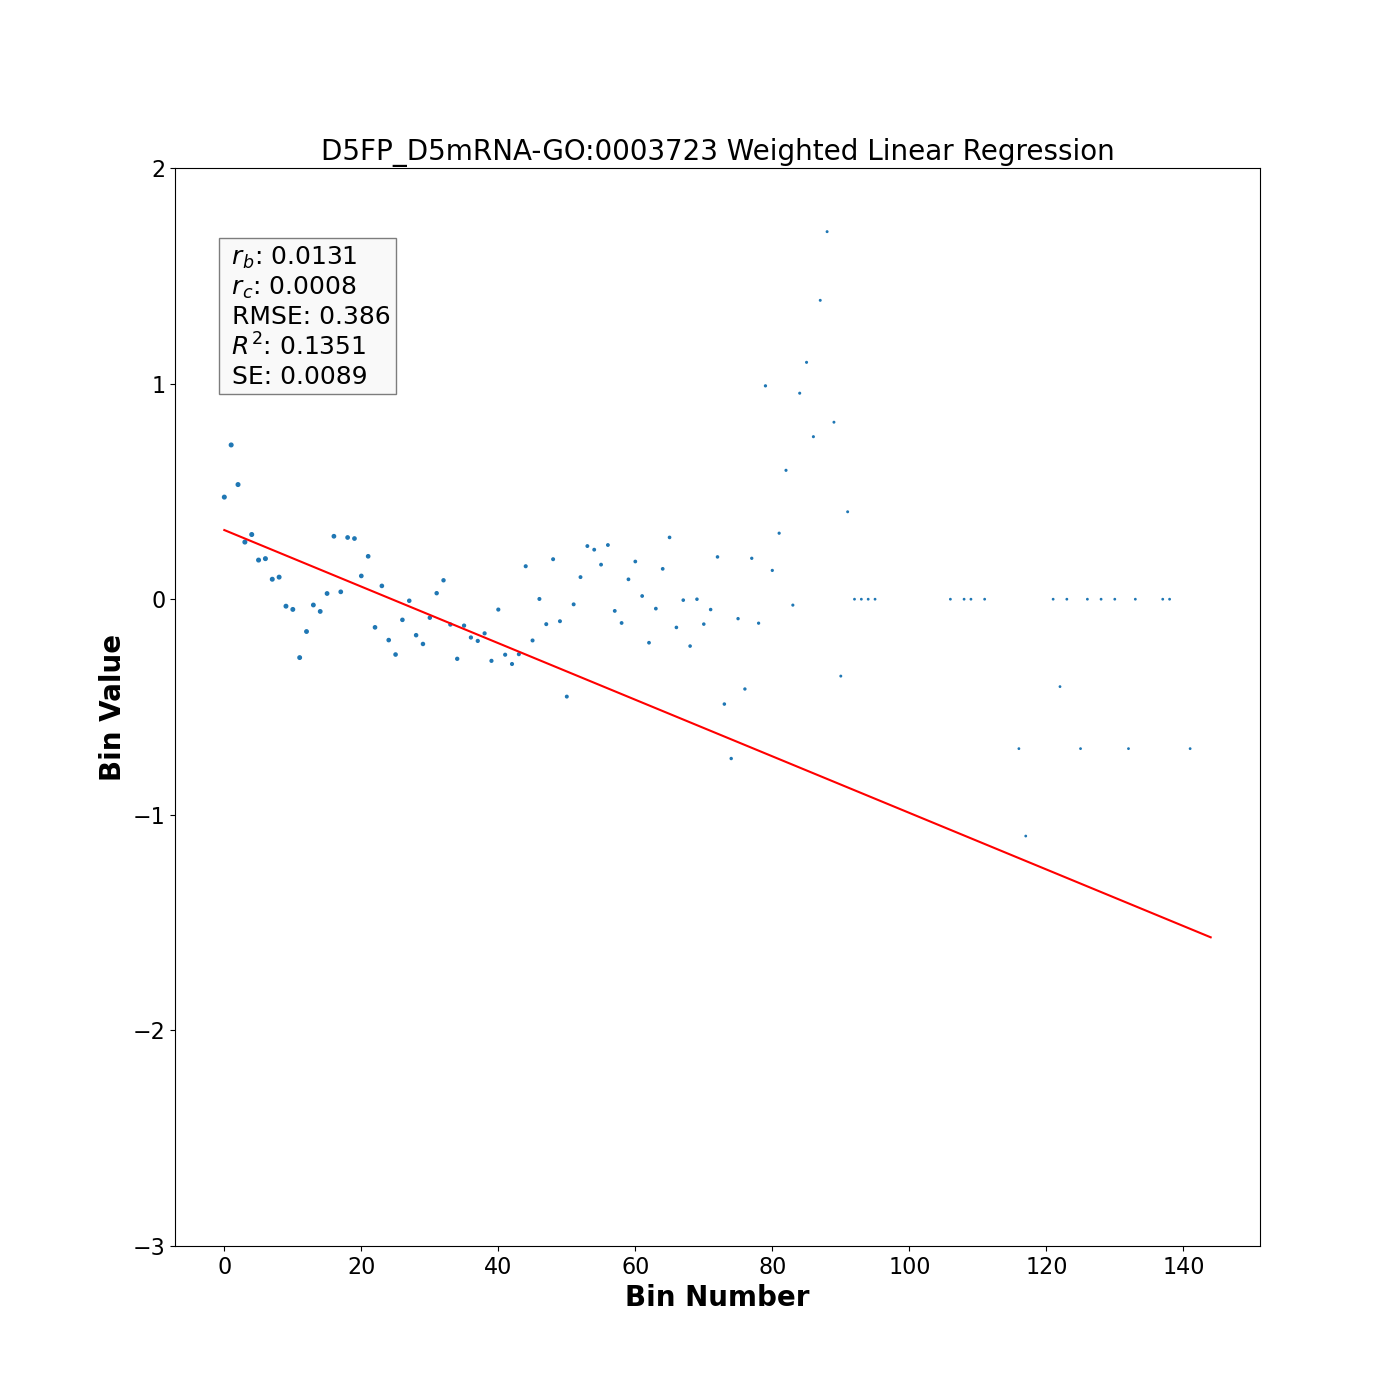 D5FP_D5mRNA-GO:0003723 Weighted Linear Regression
2
r_b: 0.0131
r_c: 0.0008
RMSE: 0.386
R²: 0.1351
SE: 0.0089
1
0
−1
−2
−3
Bin Value
0 20 40 60 80 100 120 140
Bin Number